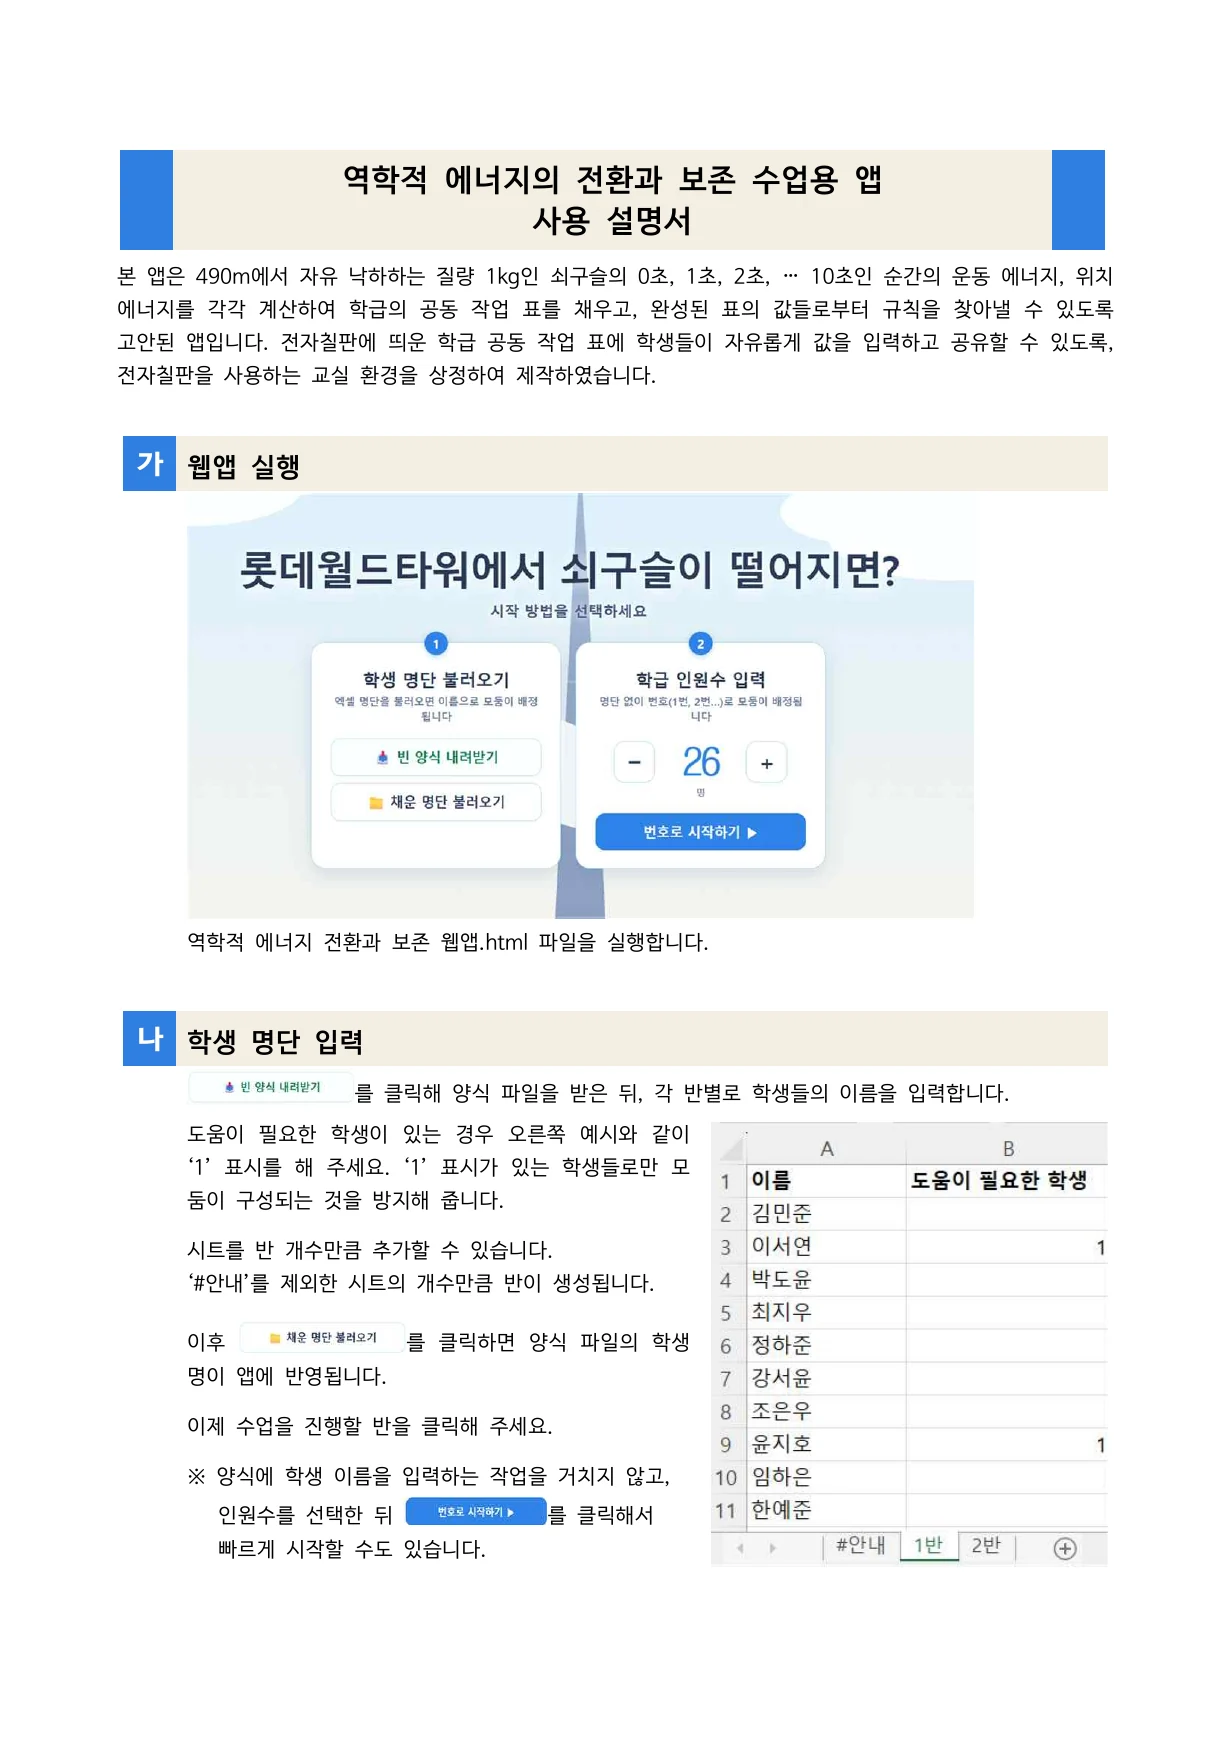 역학적 에너지의 전환과 보존 수업용 앱
사용 설명서
본 앱은 490m에서 자유 낙하하는 질량 1kg인 쇠구슬의 0초, 1초, 2초, ··· 10초인 순간의 운동 에너지, 위치
에너지를 각각 계산하여 학급의 공동 작업 표를 채우고, 완성된 표의 값들로부터 규칙을 찾아낼 수 있도록
고안된 앱입니다. 전자칠판에 띄운 학급 공동 작업 표에 학생들이 자유롭게 값을 입력하고 공유할 수 있도록,
전자칠판을 사용하는 교실 환경을 상정하여 제작하였습니다.
가 웹앱 실행
롯데월드타워에서 쇠구슬이 떨어지면?
시작 방법을 선택하세요
1
학생 명단 불러오기
엑셀 명단을 불러오면 이름으로 모둠이 배정
됩니다
빈 양식 내려받기
채운 명단 불러오기
2
학급 인원수 입력
명단 없이 번호(1번, 2번...)로 모둠이 배정됩
니다
− 26 +
명
번호로 시작하기 ▶
역학적 에너지 전환과 보존 웹앱.html 파일을 실행합니다.
나 학생 명단 입력
빈 양식 내려받기 를 클릭해 양식 파일을 받은 뒤, 각 반별로 학생들의 이름을 입력합니다.
도움이 필요한 학생이 있는 경우 오른쪽 예시와 같이
‘1’ 표시를 해 주세요. ‘1’ 표시가 있는 학생들로만 모
둠이 구성되는 것을 방지해 줍니다.
시트를 반 개수만큼 추가할 수 있습니다.
‘#안내’를 제외한 시트의 개수만큼 반이 생성됩니다.
이후 채운 명단 불러오기 를 클릭하면 양식 파일의 학생
명이 앱에 반영됩니다.
이제 수업을 진행할 반을 클릭해 주세요.
※ 양식에 학생 이름을 입력하는 작업을 거치지 않고,
인원수를 선택한 뒤 번호로 시작하기 ▶ 를 클릭해서
빠르게 시작할 수도 있습니다.
A B
1 이름 도움이 필요한 학생
2 김민준
3 이서연 1
4 박도윤
5 최지우
6 정하준
7 강서윤
8 조은우
9 윤지호 1
10 임하은
11 한예준
#안내 1반 2반